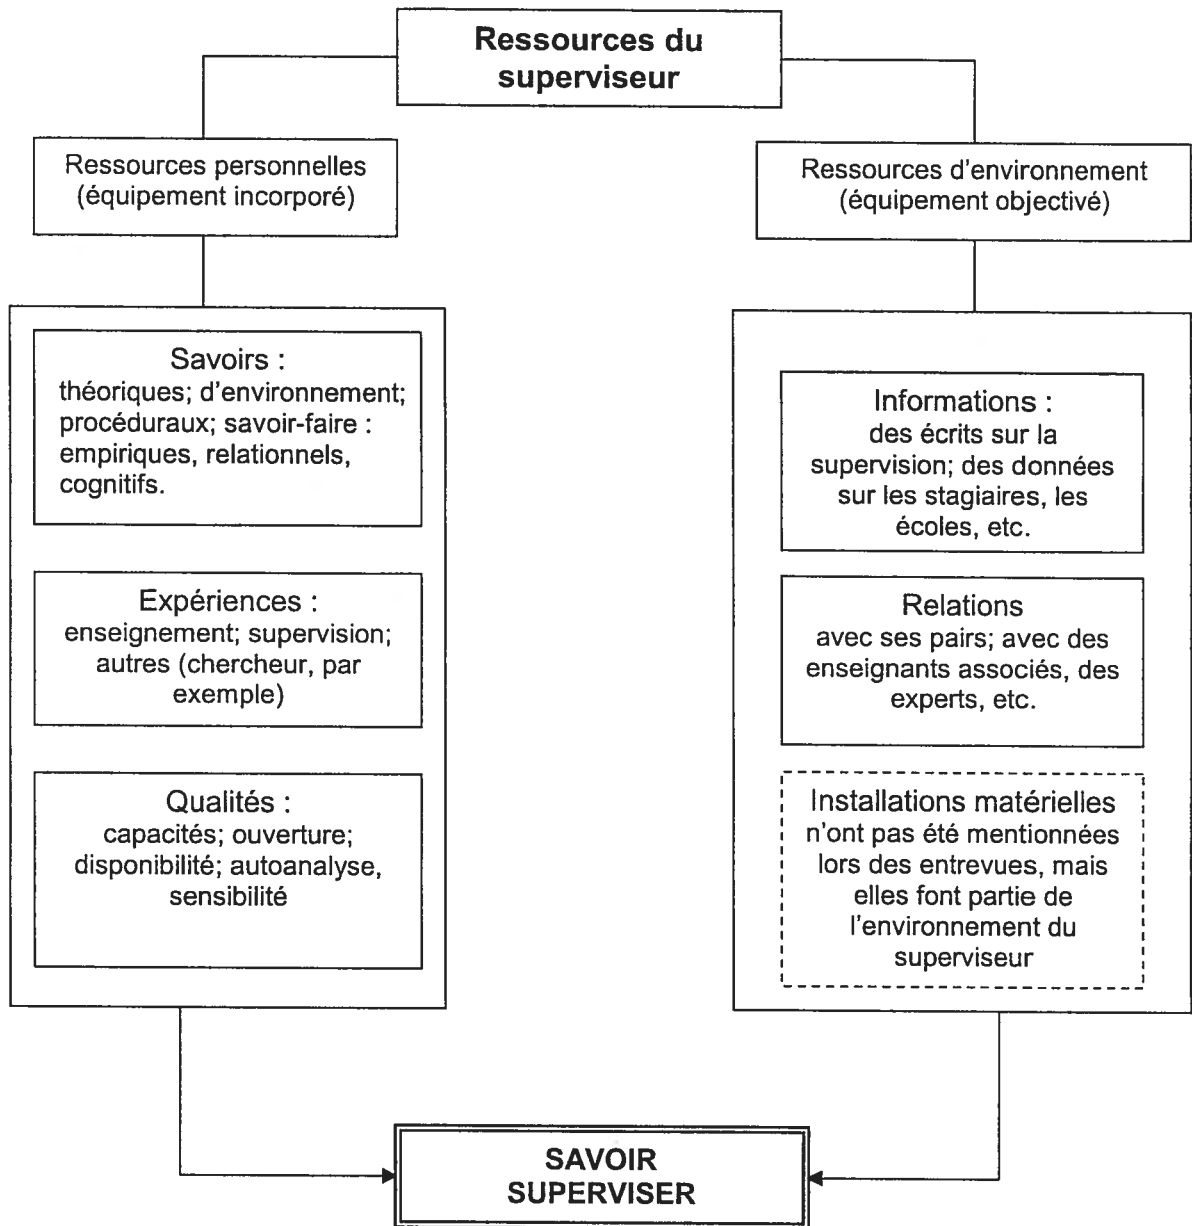 Ressources du
superviseur
Ressources personnelles
(équipement incorporé)
Ressources d'environnement
(équipement objectivé)
Savoirs :
théoriques; d'environnement;
procéduraux; savoir-faire :
empiriques, relationnels,
cognitifs.
Expériences :
enseignement; supervision;
autres (chercheur, par
exemple)
Qualités :
capacités; ouverture;
disponibilité; autoanalyse,
sensibilité
Informations :
des écrits sur la
supervision; des données
sur les stagiaires, les
écoles, etc.
Relations
avec ses pairs; avec des
enseignants associés, des
experts, etc.
Installations matérielles
n'ont pas été mentionnées
lors des entrevues, mais
elles font partie de
l'environnement du
superviseur
SAVOIR
SUPERVISER